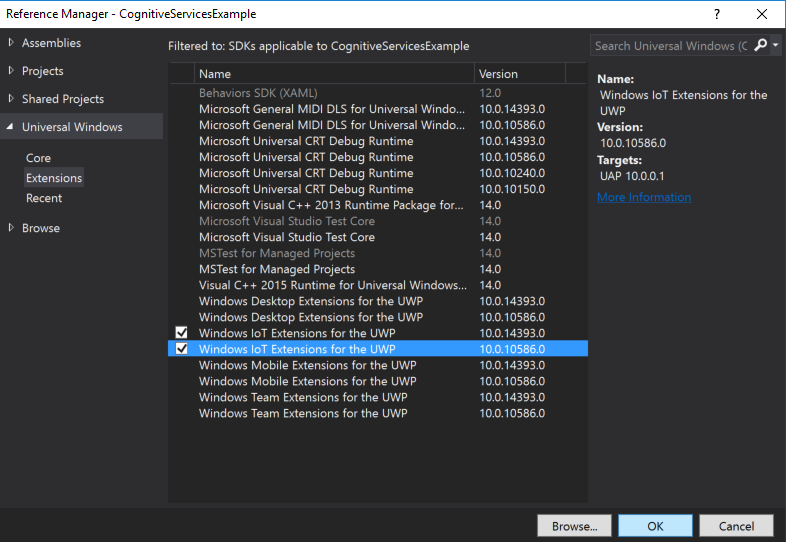 Reference Manager - CognitiveServicesExample
?
Assemblies
Projects
Shared Projects
Universal Windows
Core
Extensions
Recent
Browse
Filtered to: SDKs applicable to CognitiveServicesExample
Name Version
Behaviors SDK (XAML) 12.0
Microsoft General MIDI DLS for Universal Windo... 10.0.14393.0
Microsoft General MIDI DLS for Universal Windo... 10.0.10586.0
Microsoft Universal CRT Debug Runtime 10.0.14393.0
Microsoft Universal CRT Debug Runtime 10.0.10586.0
Microsoft Universal CRT Debug Runtime 10.0.10240.0
Microsoft Universal CRT Debug Runtime 10.0.10150.0
Microsoft Visual C++ 2013 Runtime Package for... 14.0
Microsoft Visual Studio Test Core 14.0
Microsoft Visual Studio Test Core 14.0
MSTest for Managed Projects 14.0
MSTest for Managed Projects 14.0
Visual C++ 2015 Runtime for Universal Windows... 14.0
Windows Desktop Extensions for the UWP 10.0.14393.0
Windows Desktop Extensions for the UWP 10.0.10586.0
Windows IoT Extensions for the UWP 10.0.14393.0
Windows IoT Extensions for the UWP 10.0.10586.0
Windows Mobile Extensions for the UWP 10.0.14393.0
Windows Mobile Extensions for the UWP 10.0.10586.0
Windows Team Extensions for the UWP 10.0.14393.0
Windows Team Extensions for the UWP 10.0.10586.0
Search Universal Windows (C
Name:
Windows IoT Extensions for the
UWP
Version:
10.0.10586.0
Targets:
UAP 10.0.0.1
More Information
Browse... OK Cancel